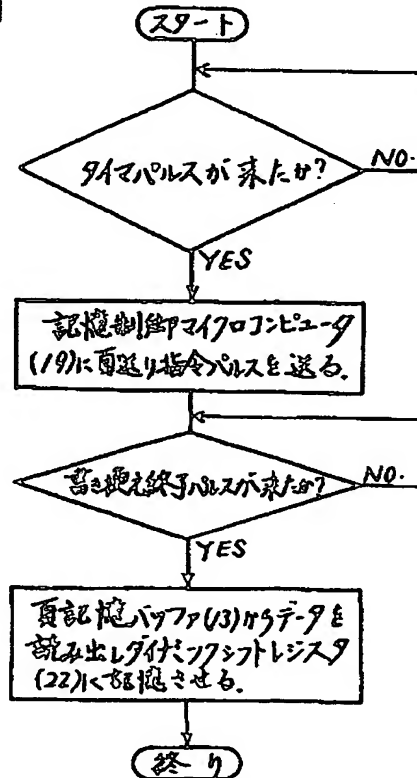 スタート
タイマパルスが来たか?
NO.
YES
記憶制御マイクロコンピュータ
(19)に頁送り指令パルスを送る.
書き換え終了パルスが来たか?
NO.
YES
頁記憶バッファ(13)からデータを
読み出しダイナミックシフトレジスタ
(22)に記憶させる.
終り